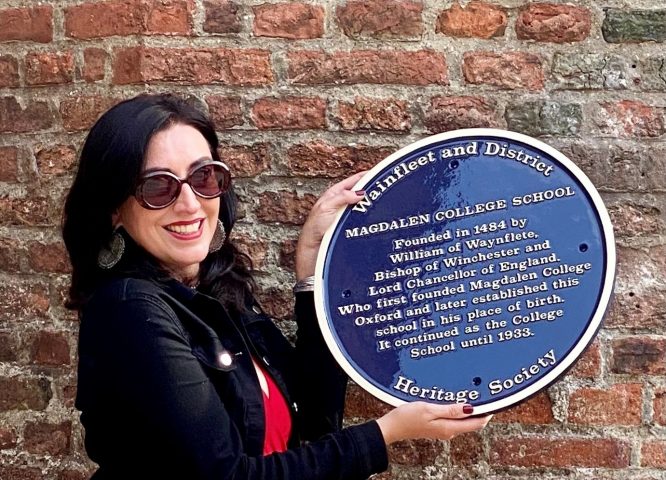 Wainfleet and District
MAGDALEN COLLEGE SCHOOL
Founded in 1484 by
William of Waynflete,
Bishop of Winchester and
Lord Chancellor of England.
Who first founded Magdalen College
Oxford and later established this
school in his place of birth.
It continued as the College
School until 1933.
Heritage Society